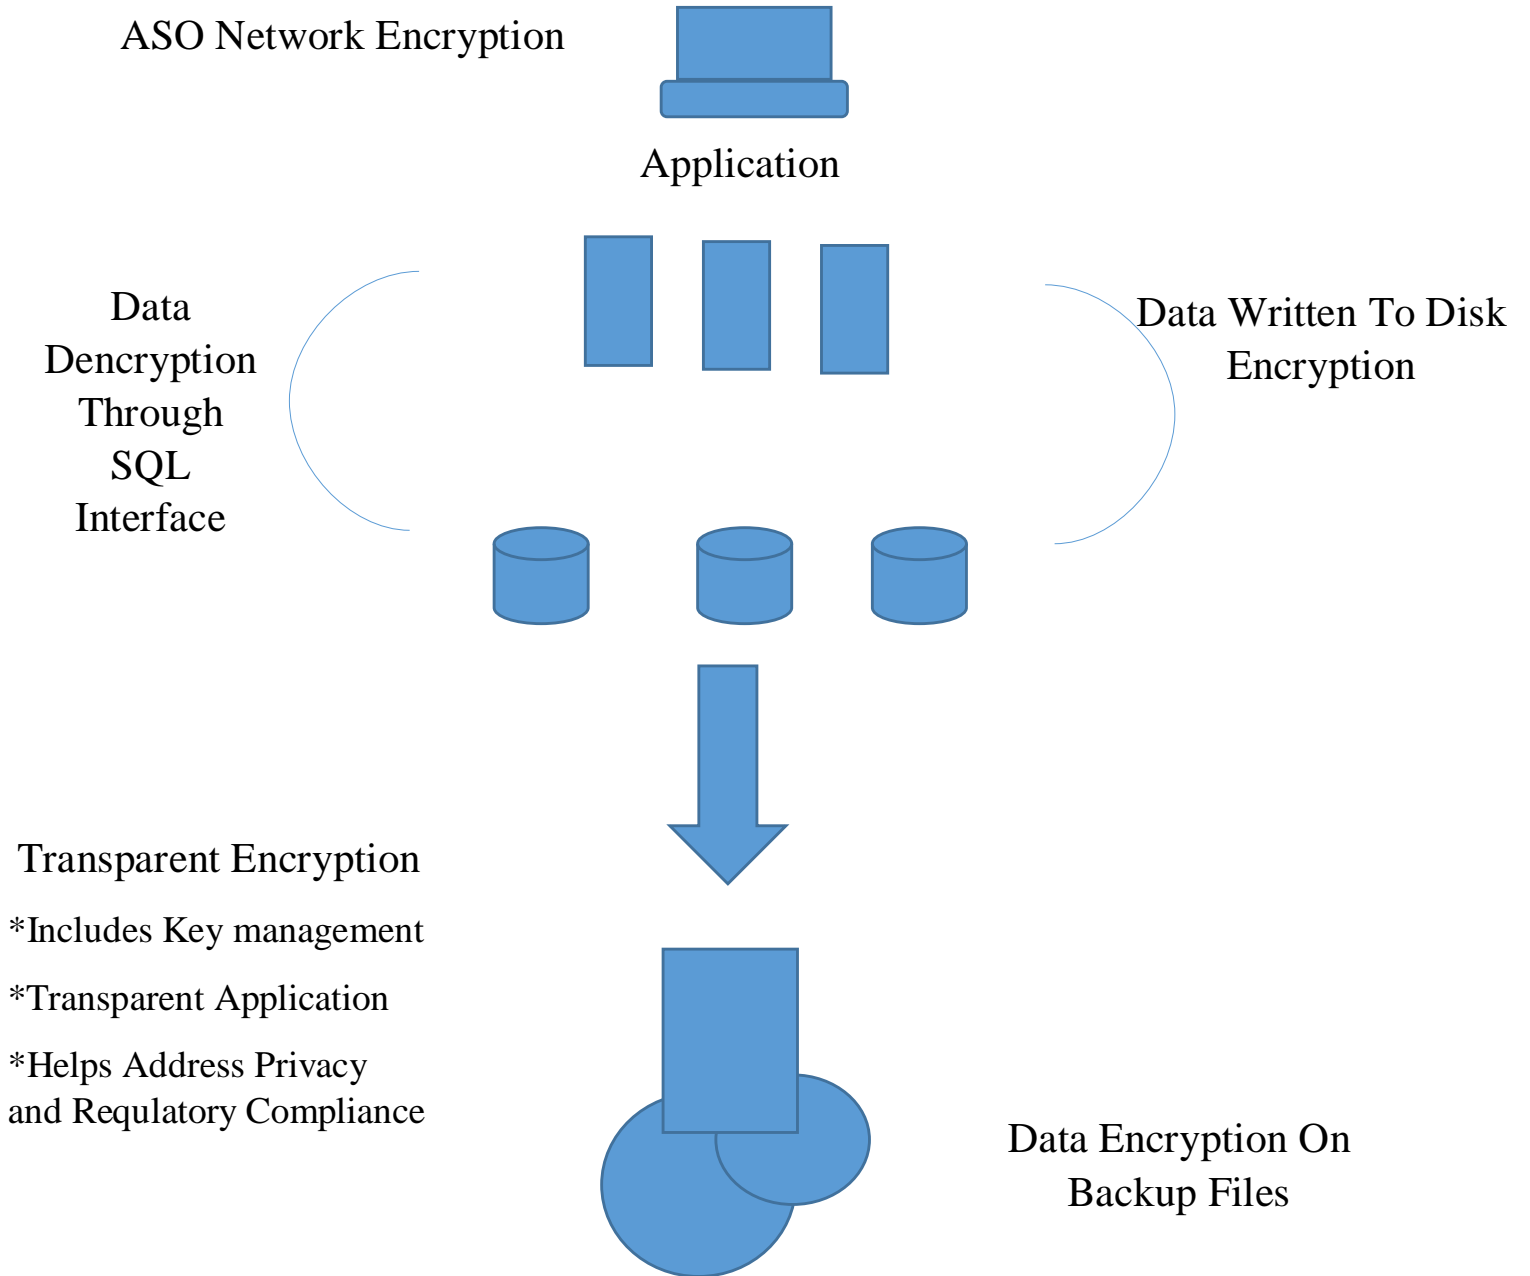 ASO Network Encryption
Application
Data
Dencryption
Through
SQL
Interface
Data Written To Disk
Encryption
Transparent Encryption
*Includes Key management
*Transparent Application
*Helps Address Privacy
and Requlatory Compliance
Data Encryption On
Backup Files